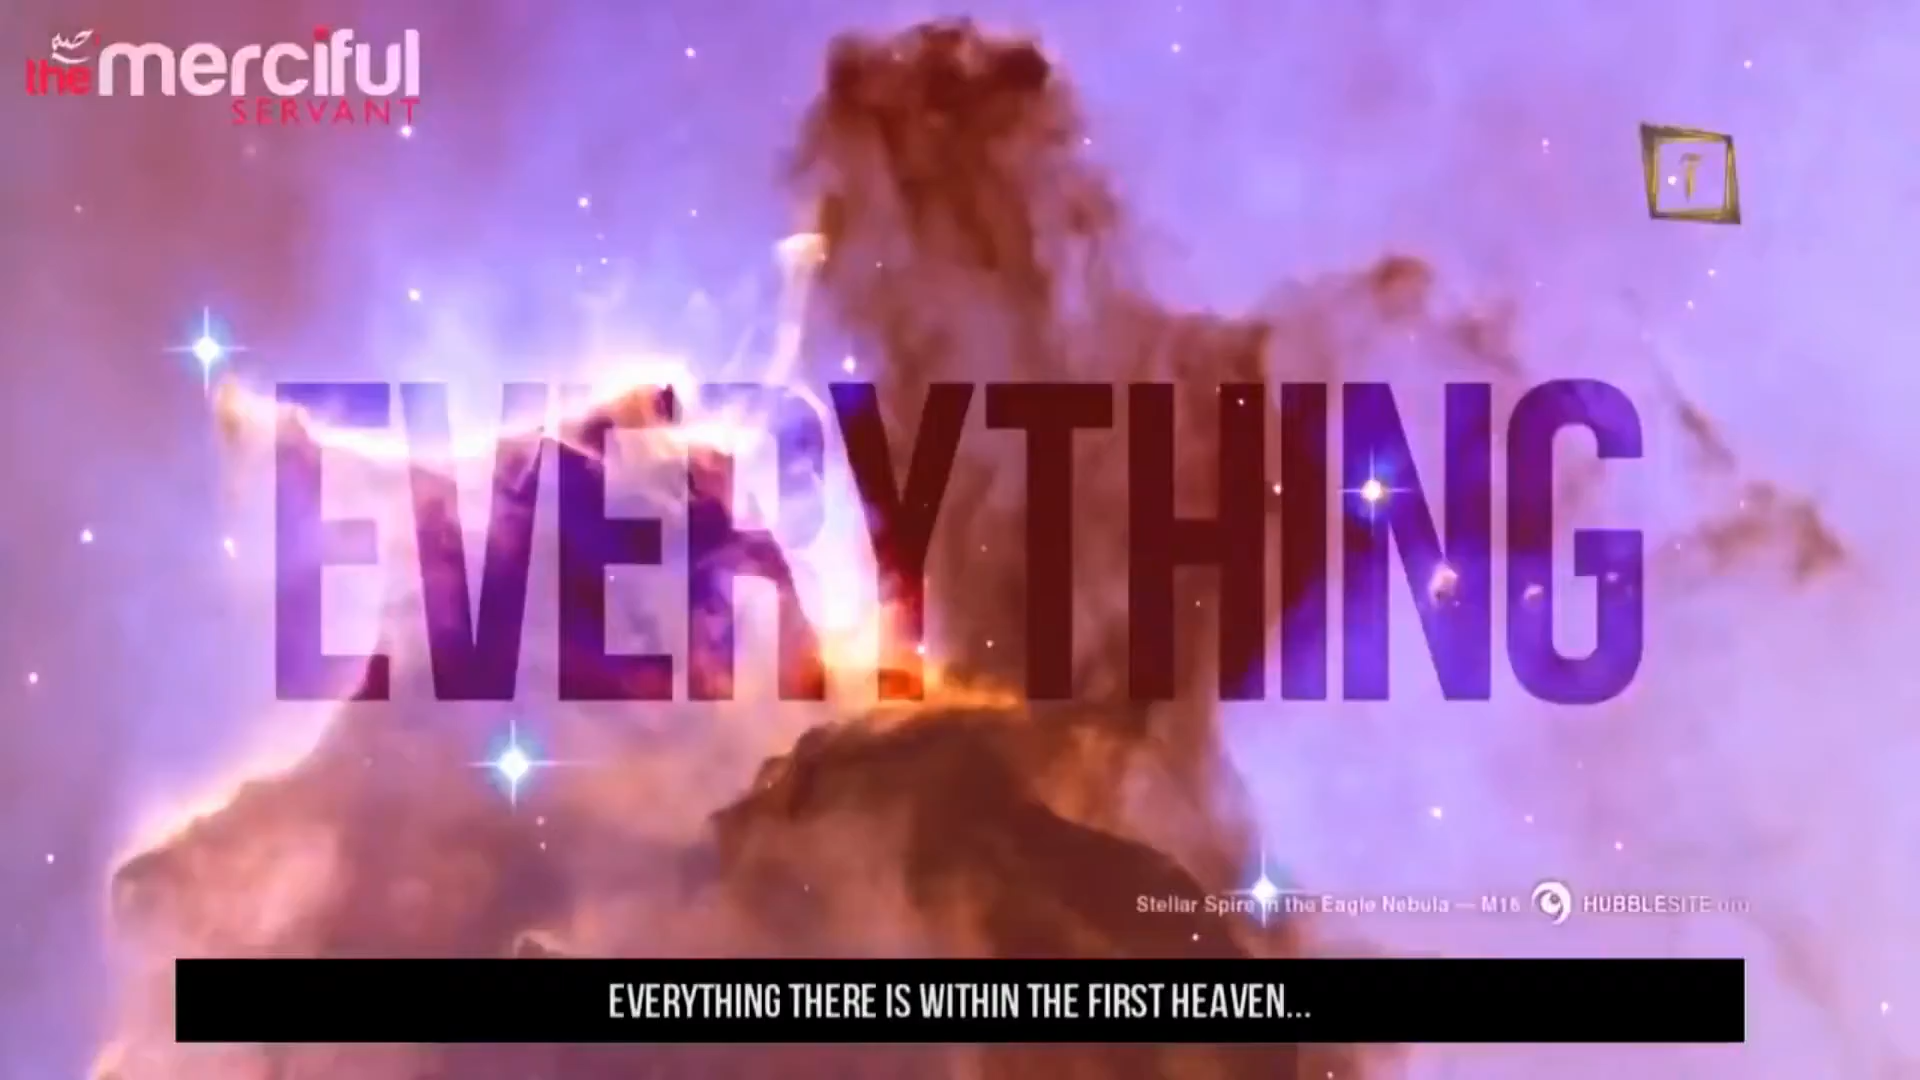 the merciful
SERVANT
EVERYTHING
Stellar Spire in the Eagle Nebula — M16 HUBBLESITE.org
EVERYTHING THERE IS WITHIN THE FIRST HEAVEN...